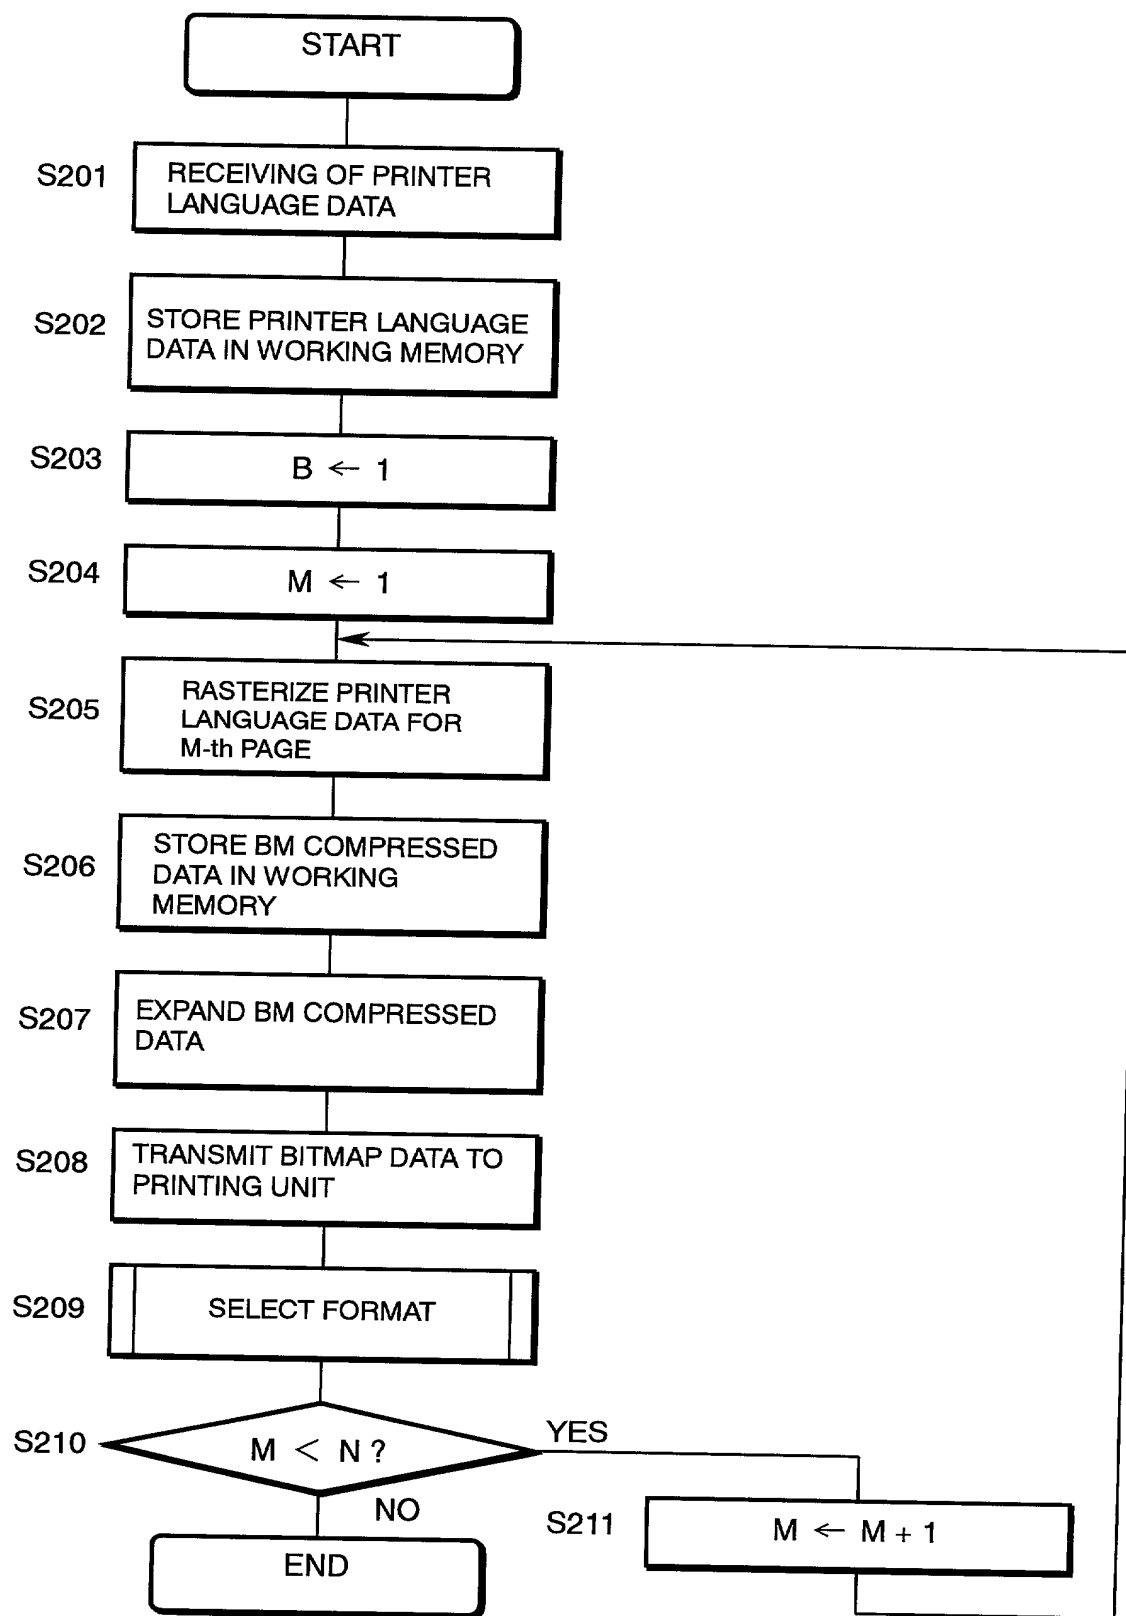 START
S201
RECEIVING OF PRINTER
LANGUAGE DATA
S202
STORE PRINTER LANGUAGE
DATA IN WORKING MEMORY
S203
B ← 1
S204
M ← 1
S205
RASTERIZE PRINTER
LANGUAGE DATA FOR
M-th PAGE
S206
STORE BM COMPRESSED
DATA IN WORKING
MEMORY
S207
EXPAND BM COMPRESSED
DATA
S208
TRANSMIT BITMAP DATA TO
PRINTING UNIT
S209
SELECT FORMAT
S210
M < N ?
YES
NO
S211
M ← M + 1
END